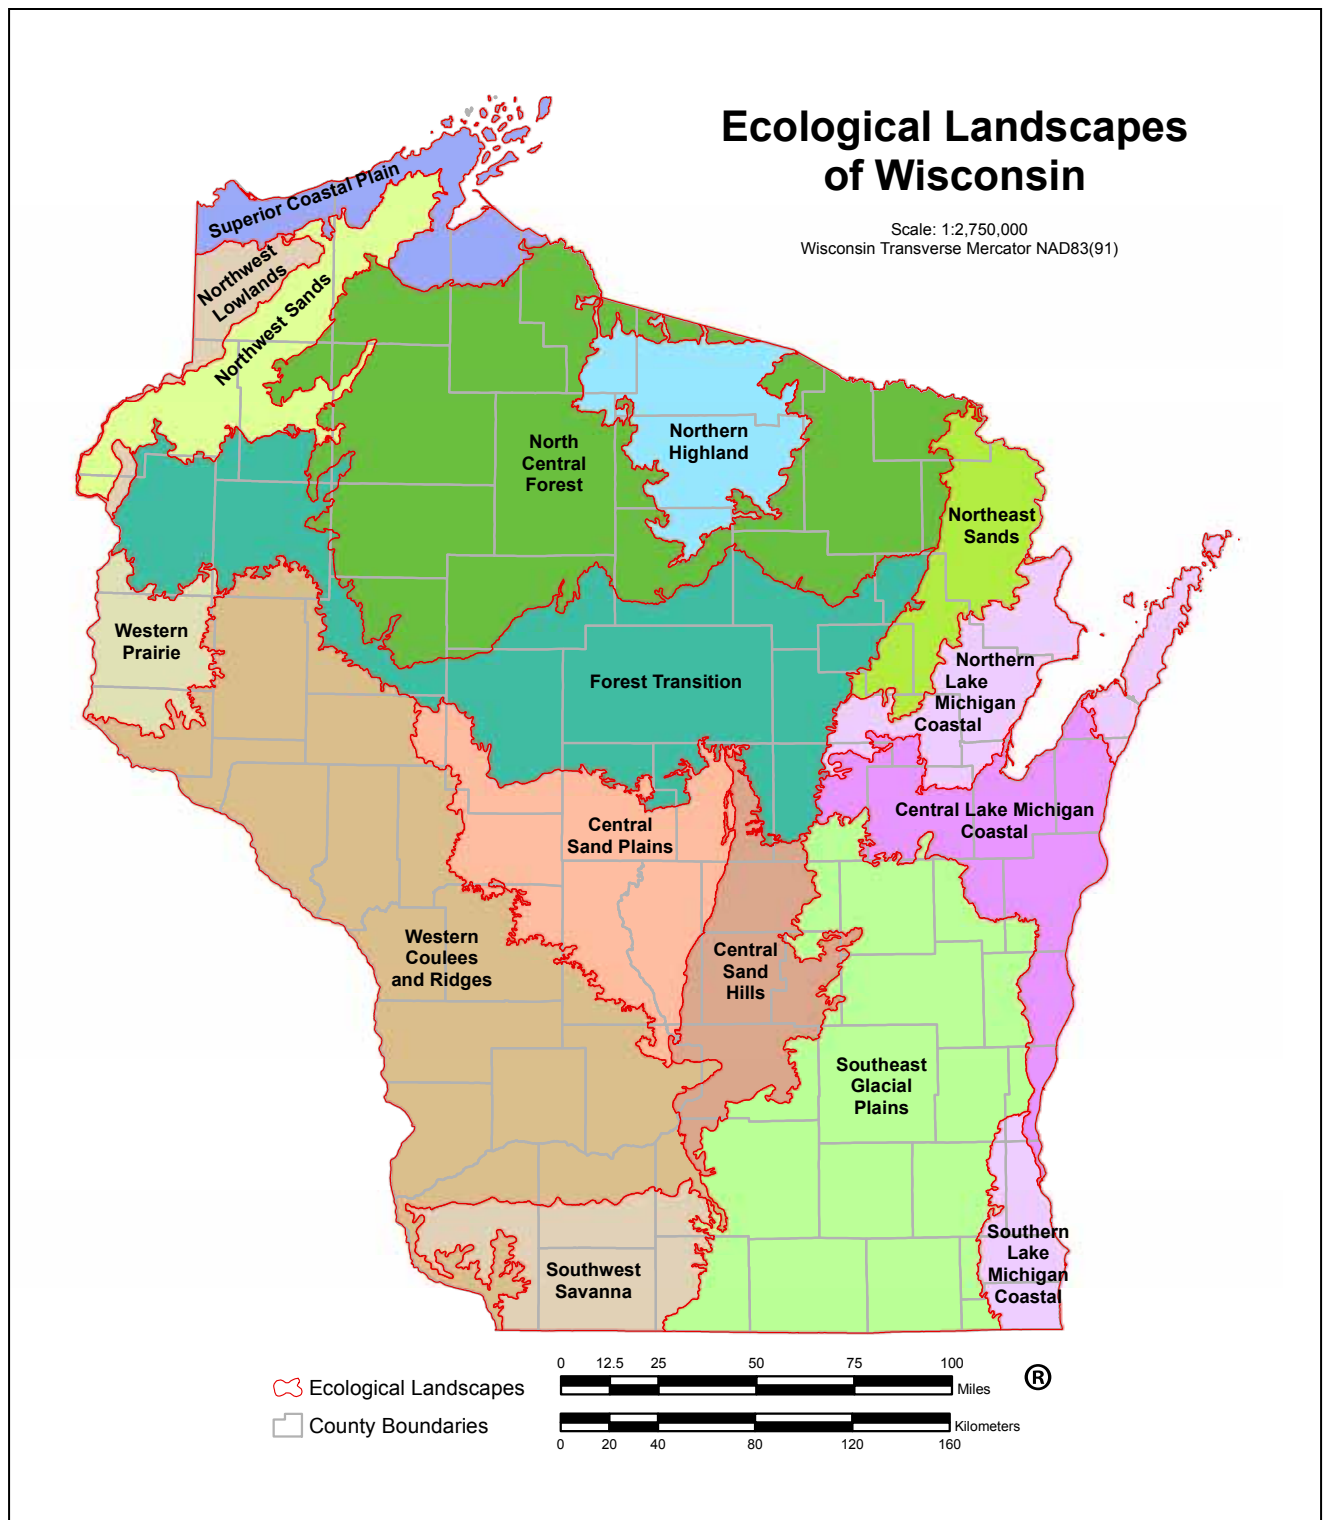 Ecological Landscapes
of Wisconsin
Scale: 1:2,750,000
Wisconsin Transverse Mercator NAD83(91)
Superior Coastal Plain
Northwest
Lowlands
Northwest Sands
North
Central
Forest
Northern
Highland
Northeast
Sands
Western
Prairie
Forest Transition
Northern
Lake
Michigan
Coastal
Central Lake Michigan
Coastal
Central
Sand Plains
Western
Coulees
and Ridges
Central
Sand
Hills
Southeast
Glacial
Plains
Southern
Lake
Michigan
Coastal
Southwest
Savanna
Ecological Landscapes
County Boundaries
0 12.5 25 50 75 100
Miles
Kilometers
0 20 40 80 120 160
®